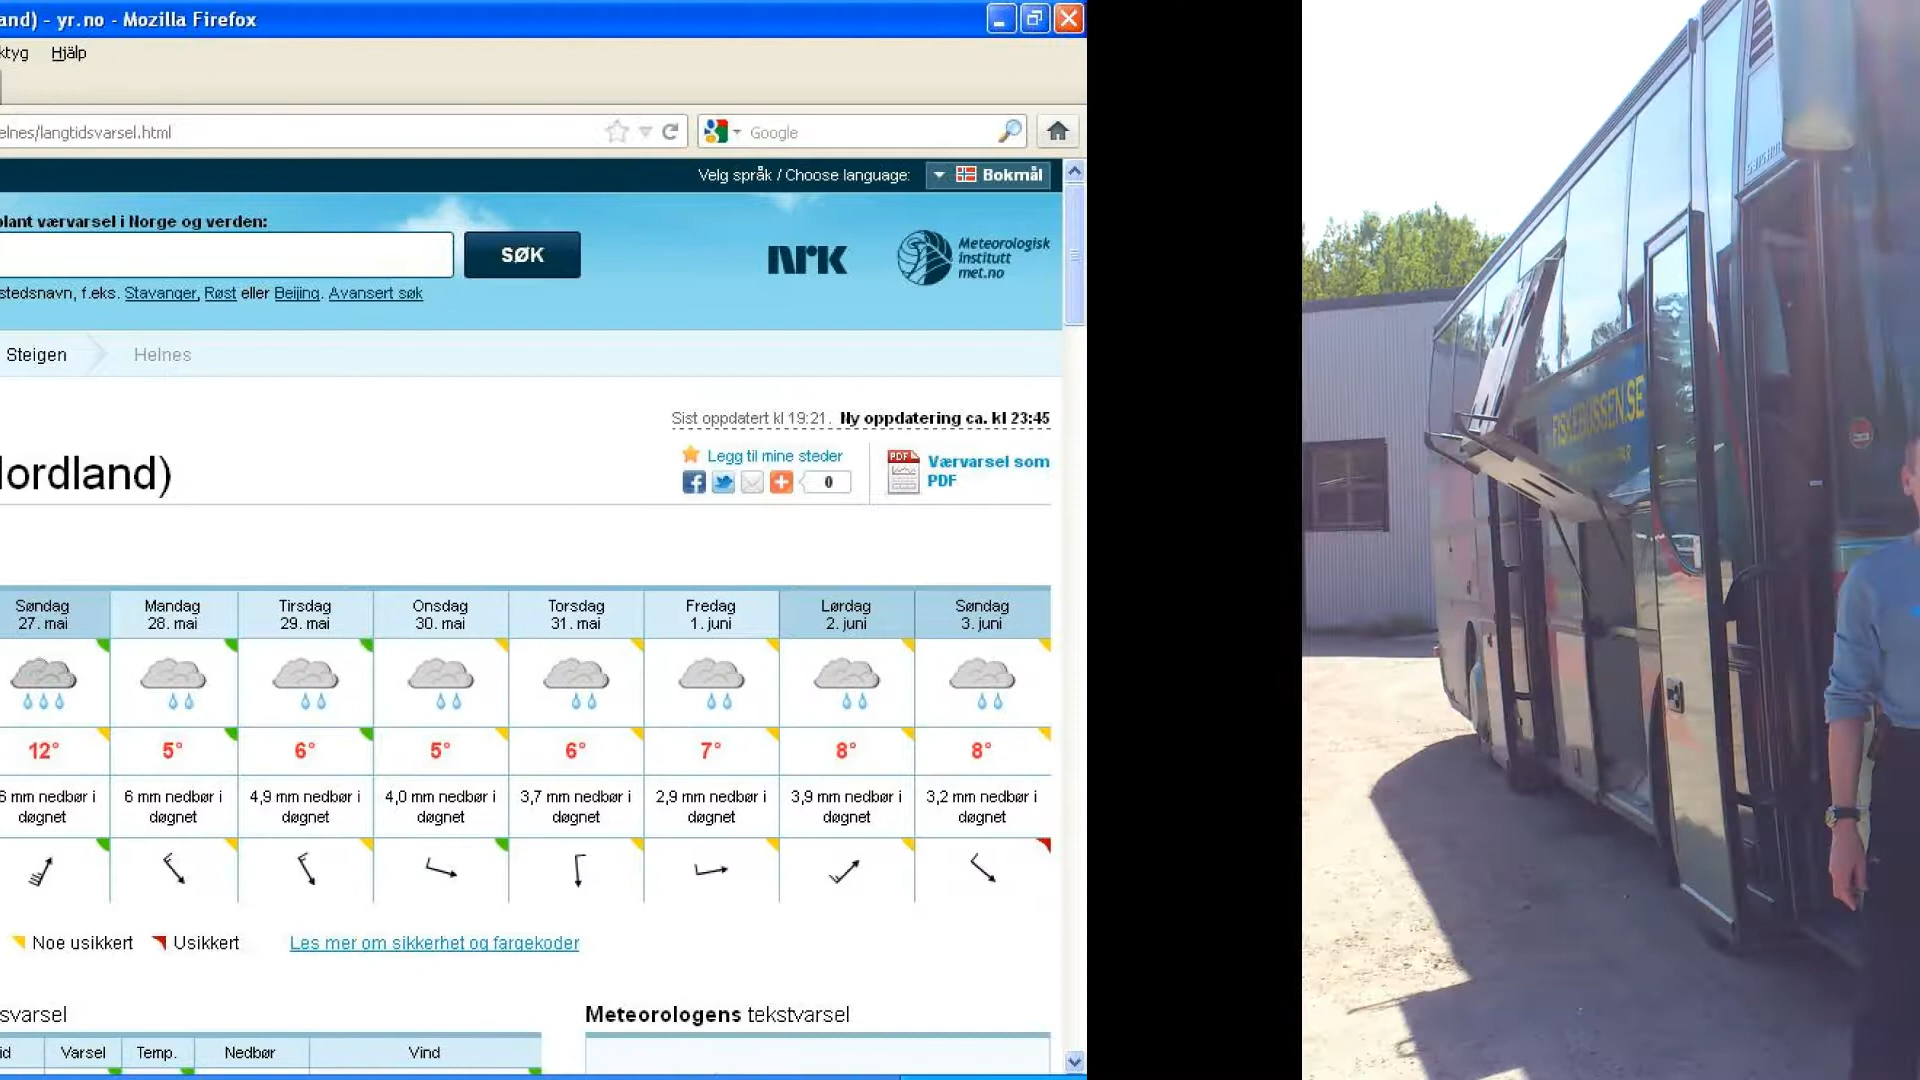 and) - yr.no - Mozilla Firefox
ktyg Hjälp
elnes/langtidsvarsel.html
Google
Velg språk / Choose language: Bokmål
plant værvarsel i Norge og verden:
SØK
nrk
Meteorologisk
institutt
met.no
stedsnavn, f.eks. Stavanger, Røst eller Beijing. Avansert søk
Steigen Helnes
Sist oppdatert kl 19:21. Ny oppdatering ca. kl 23:45
Legg til mine steder
0
PDF
Værvarsel som
PDF
lordland)
Søndag Mandag Tirsdag Onsdag Torsdag Fredag Lørdag Søndag
27. mai 28. mai 29. mai 30. mai 31. mai 1. juni 2. juni 3. juni
12° 5° 6° 5° 6° 7° 8° 8°
6 mm nedbør i 6 mm nedbør i 4,9 mm nedbør i 4,0 mm nedbør i 3,7 mm nedbør i 2,9 mm nedbør i 3,9 mm nedbør i 3,2 mm nedbør i
døgnet døgnet døgnet døgnet døgnet døgnet døgnet døgnet
Noe usikkert Usikkert Les mer om sikkerhet og fargekoder
svarsel
Meteorologens tekstvarsel
id Varsel Temp. Nedbør Vind
FISKEBUSSEN.SE